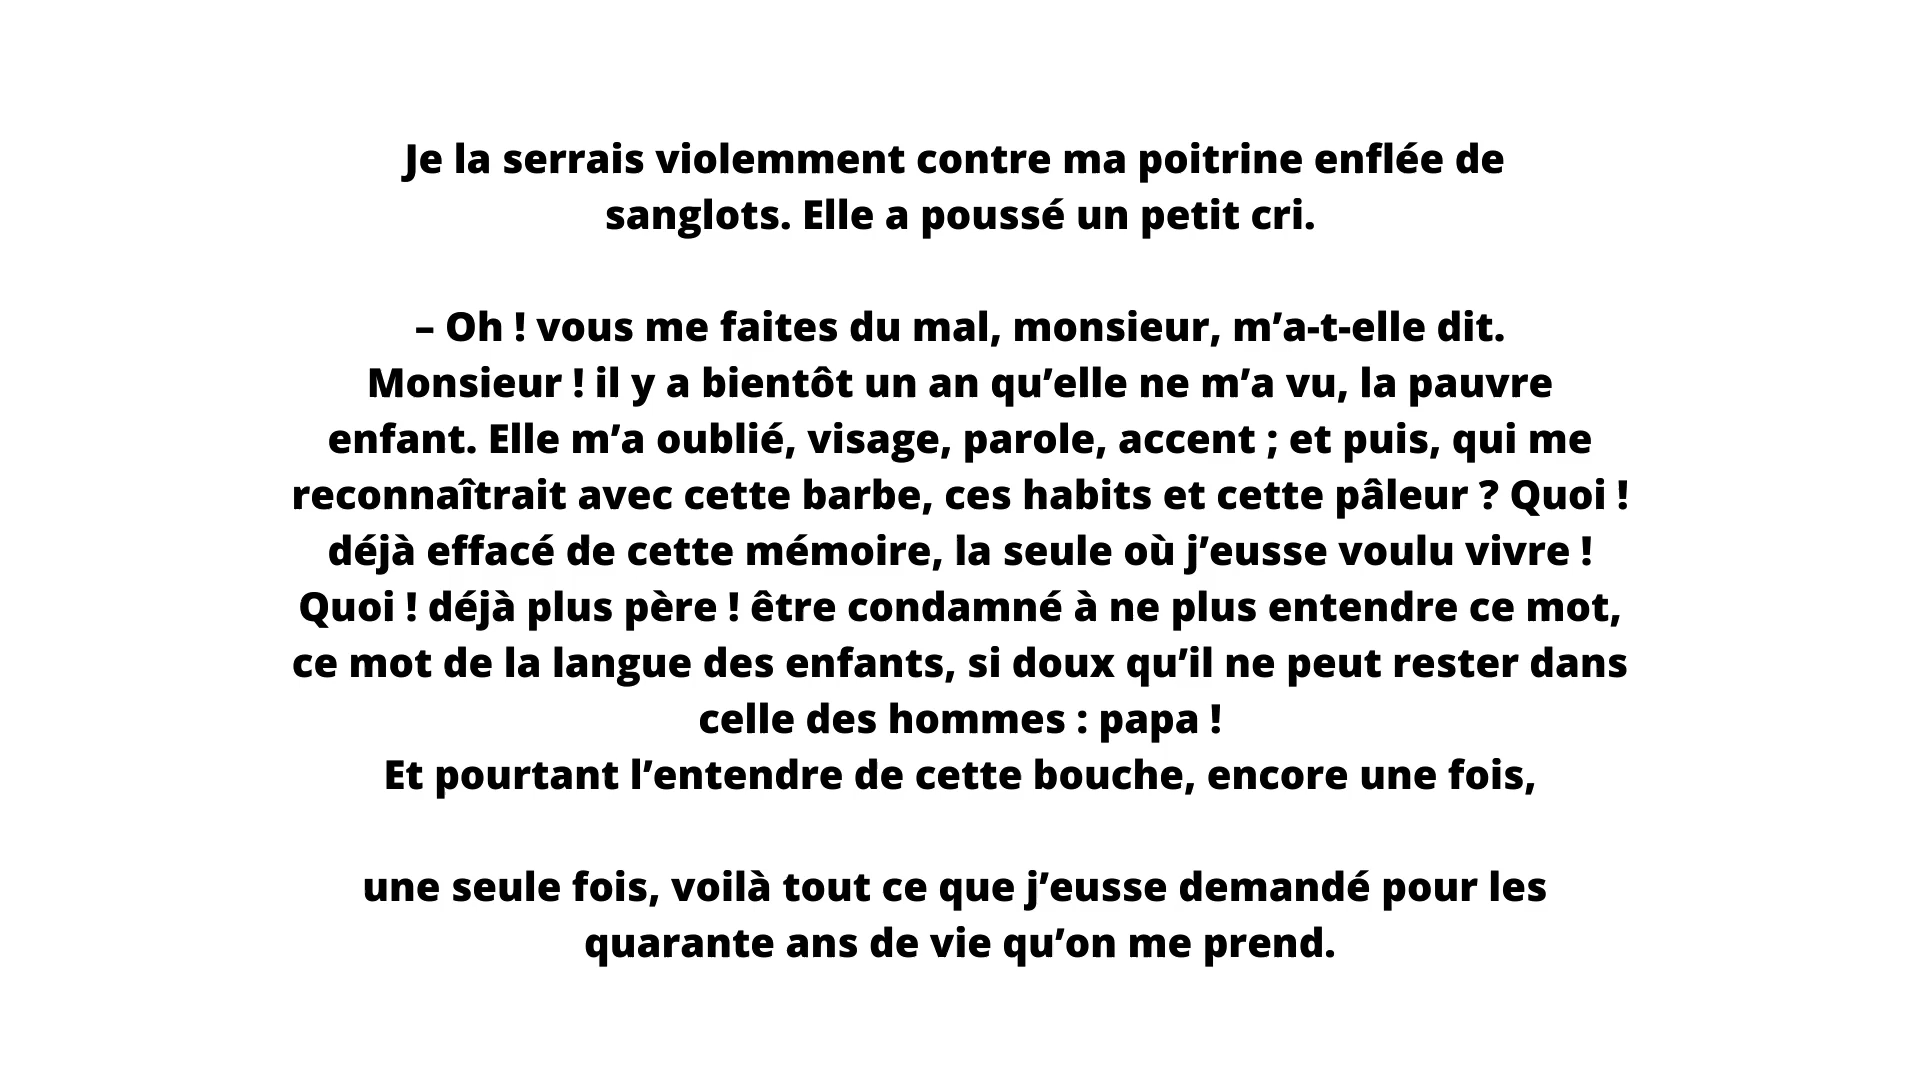 Je la serrais violemment contre ma poitrine enflée de
sanglots. Elle a poussé un petit cri.
– Oh ! vous me faites du mal, monsieur, m’a-t-elle dit.
Monsieur ! il y a bientôt un an qu’elle ne m’a vu, la pauvre
enfant. Elle m’a oublié, visage, parole, accent ; et puis, qui me
reconnaîtrait avec cette barbe, ces habits et cette pâleur ? Quoi !
déjà effacé de cette mémoire, la seule où j’eusse voulu vivre !
Quoi ! déjà plus père ! être condamné à ne plus entendre ce mot,
ce mot de la langue des enfants, si doux qu’il ne peut rester dans
celle des hommes : papa !
Et pourtant l’entendre de cette bouche, encore une fois,
une seule fois, voilà tout ce que j’eusse demandé pour les
quarante ans de vie qu’on me prend.